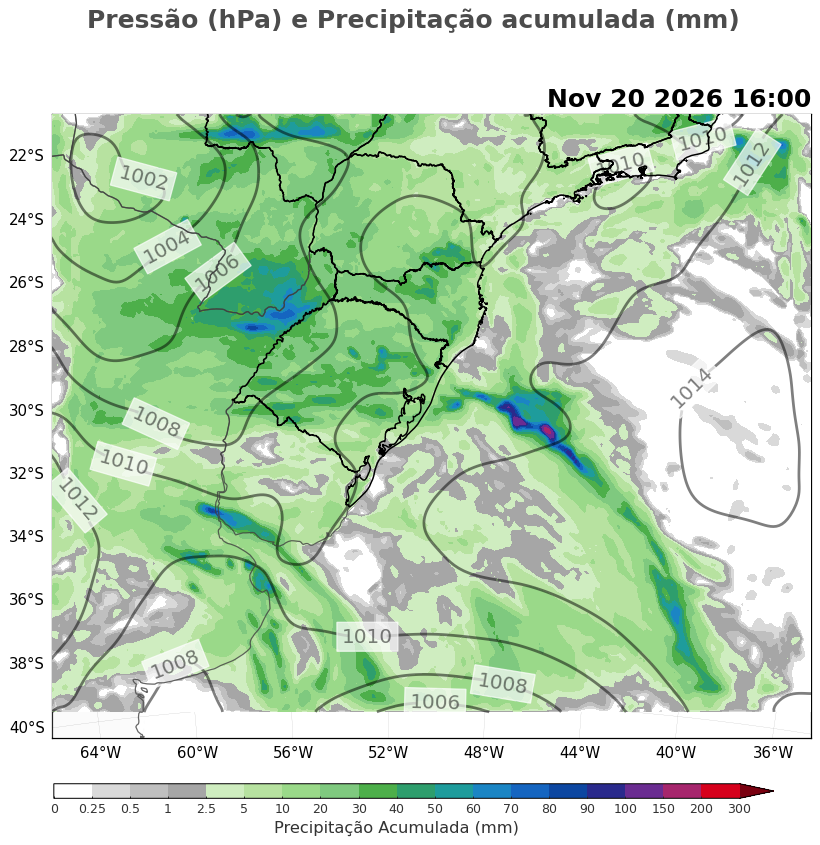 Pressão (hPa) e Precipitação acumulada (mm)
Nov 20 2026 16:00
22°S
24°S
26°S
28°S
30°S
32°S
34°S
36°S
38°S
40°S
1002
1004
1006
1008
1010
1012
1010
1010
1012
1014
1010
1008
1008
1006
64°W 60°W 56°W 52°W 48°W 44°W 40°W 36°W
0 0.25 0.5 1 2.5 5 10 20 30 40 50 60 70 80 90 100 150 200 300
Precipitação Acumulada (mm)